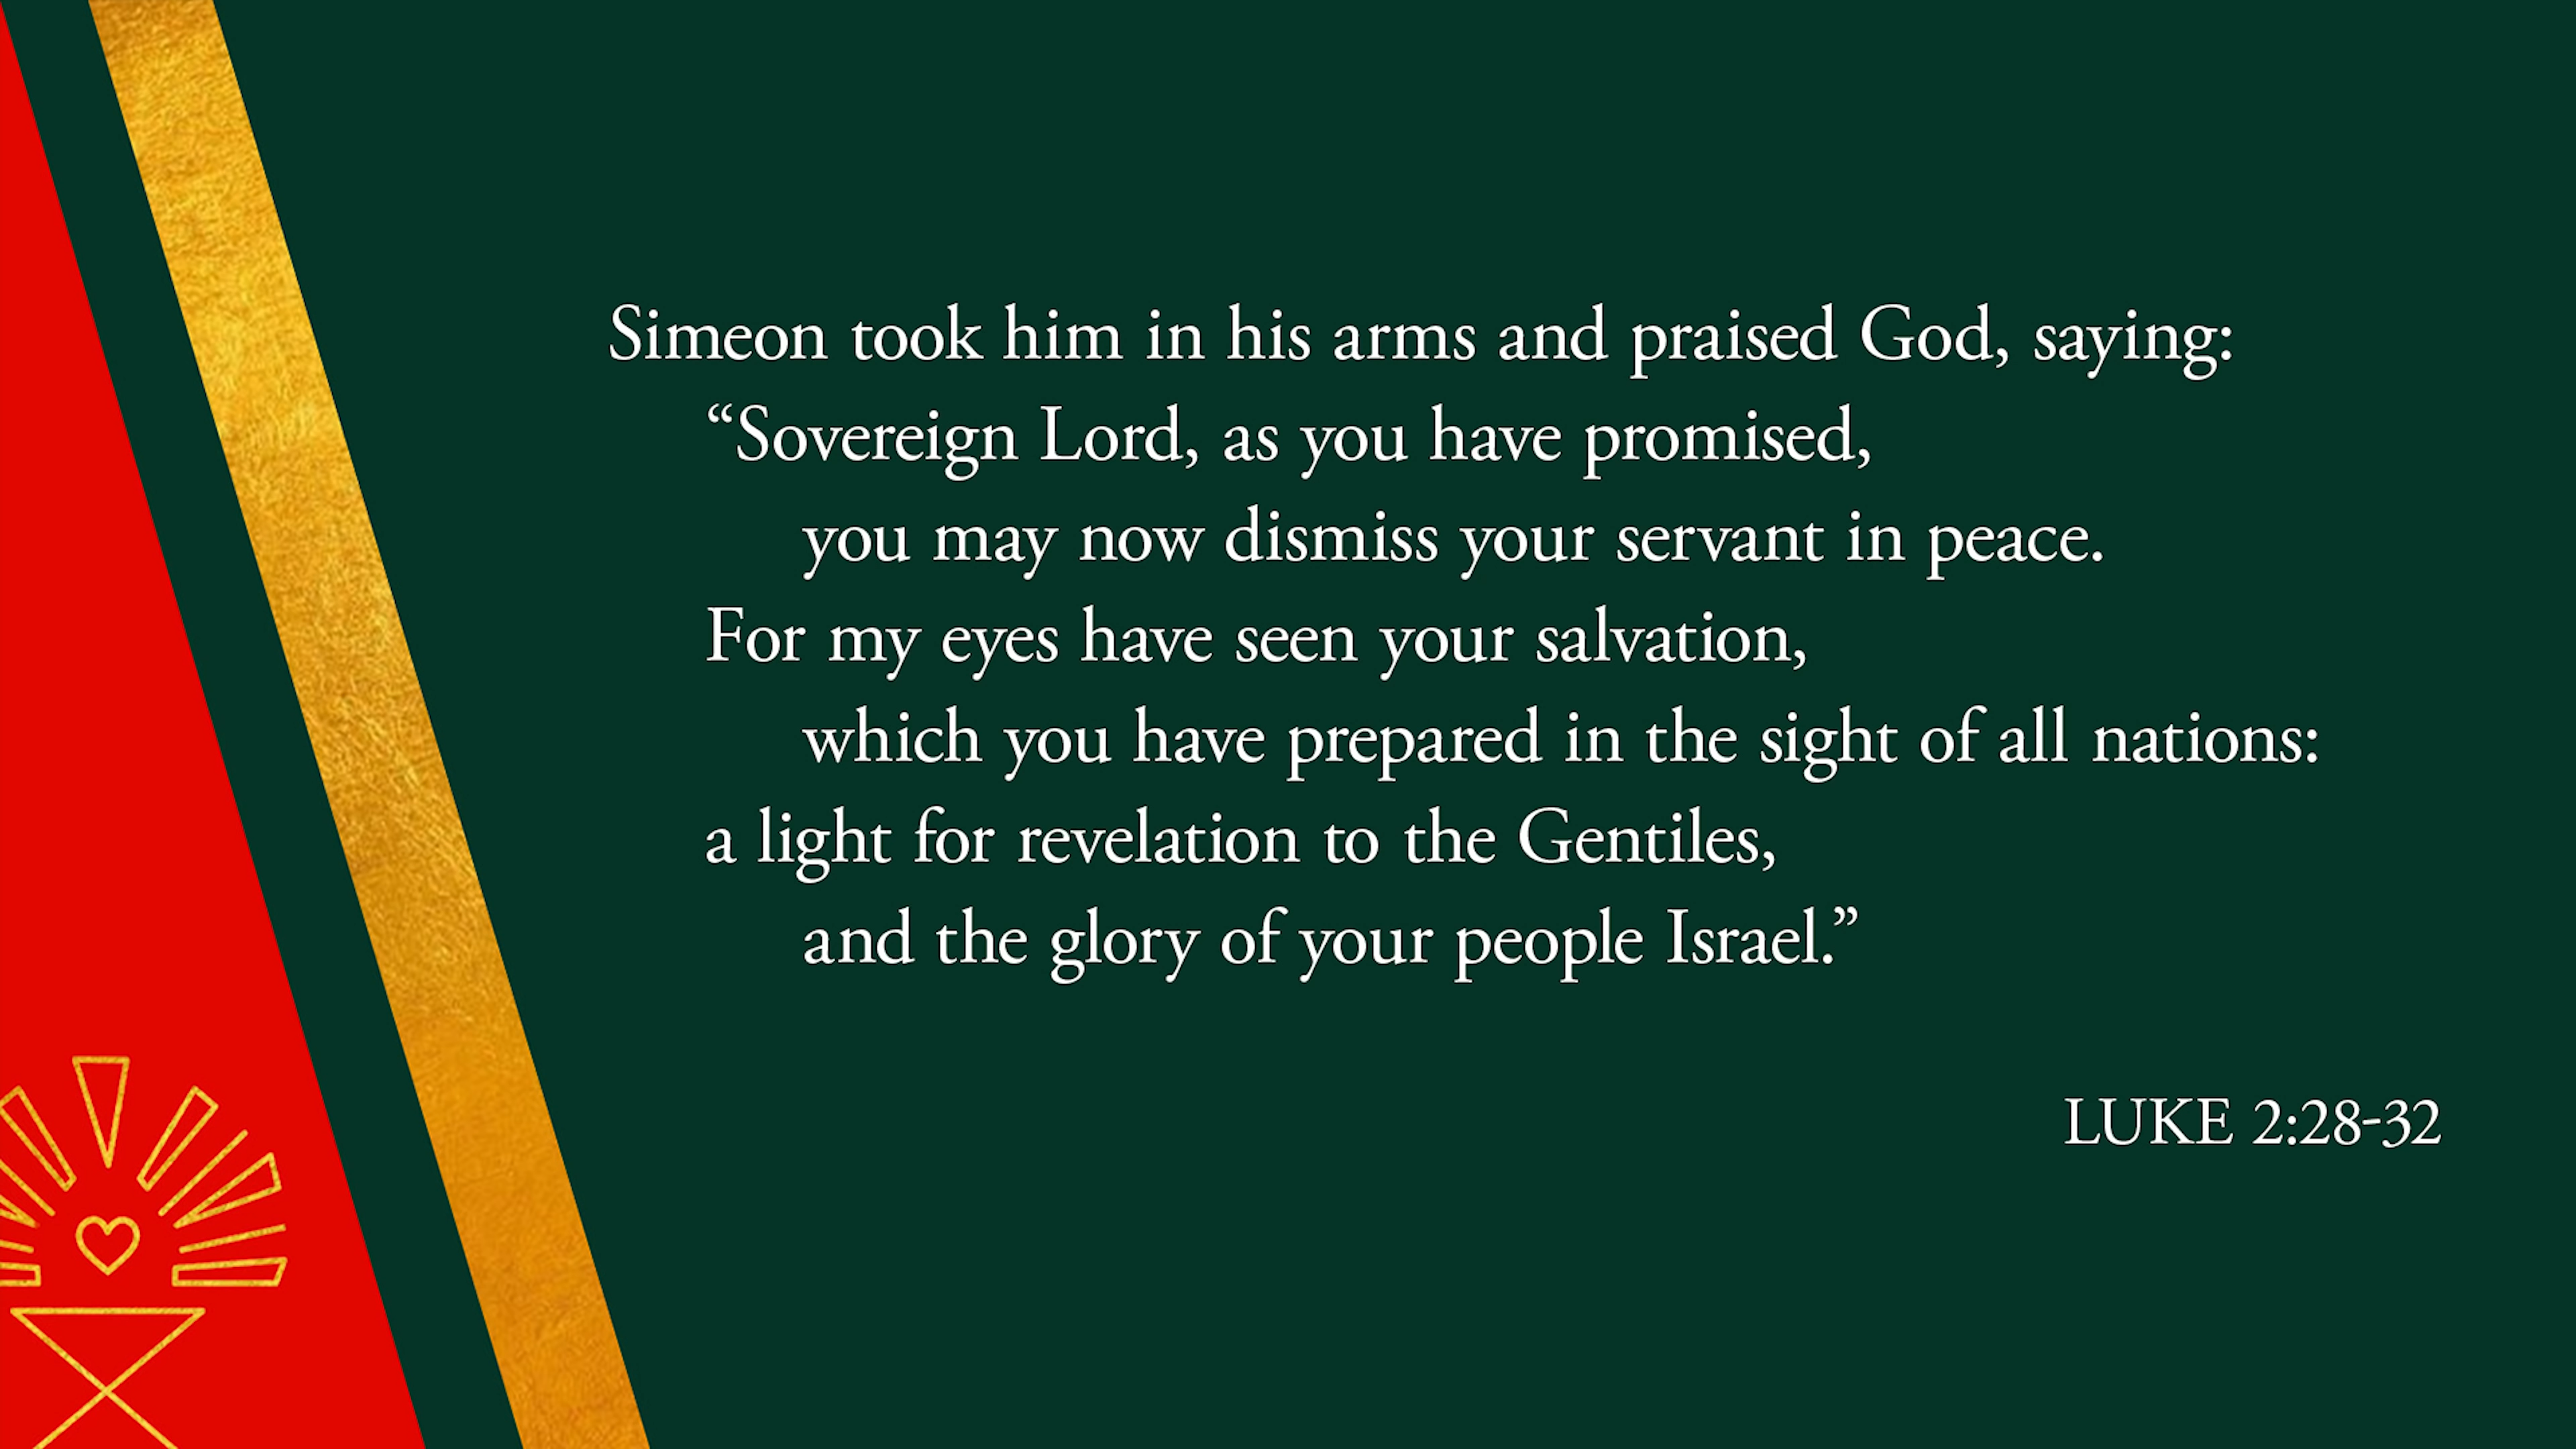 Simeon took him in his arms and praised God, saying:
“Sovereign Lord, as you have promised,
you may now dismiss your servant in peace.
For my eyes have seen your salvation,
which you have prepared in the sight of all nations:
a light for revelation to the Gentiles,
and the glory of your people Israel.”
LUKE 2:28-32